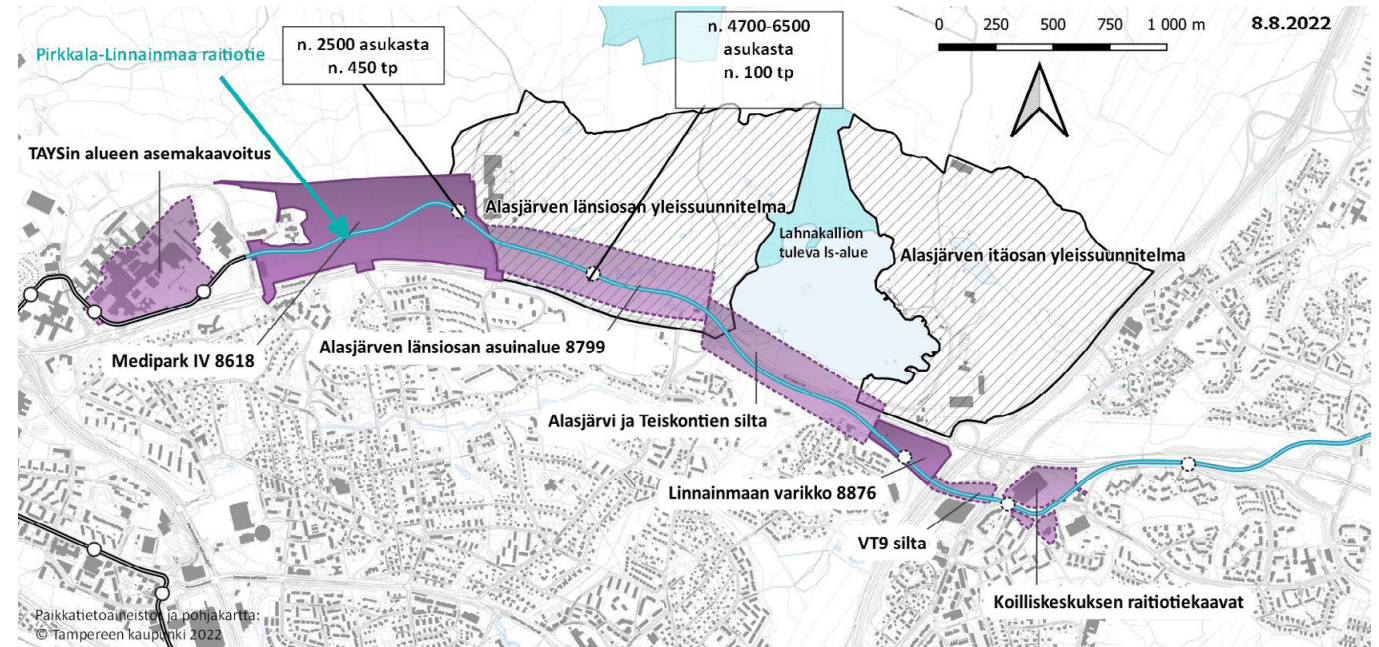 Pirkkala-Linnainmaa raitiotie
n. 2500 asukasta
n. 450 tp
n. 4700-6500
asukasta
n. 100 tp
0 250 500 750 1 000 m
8.8.2022
TAYSin alueen asemakaavoitus
Alasjärven länsiosan yleissuunnitelma
Lahnakallion
tuleva ls-alue
Alasjärven itäosan yleissuunnitelma
Medipark IV 8618
Alasjärven länsiosan asuinalue 8799
Alasjärvi ja Teiskontien silta
Linnainmaan varikko 8876
VT9 silta
Koilliskeskuksen raitiotiekaavat
Paikkatietoaineistot ja pohjakartta:
© Tampereen kaupunki 2022